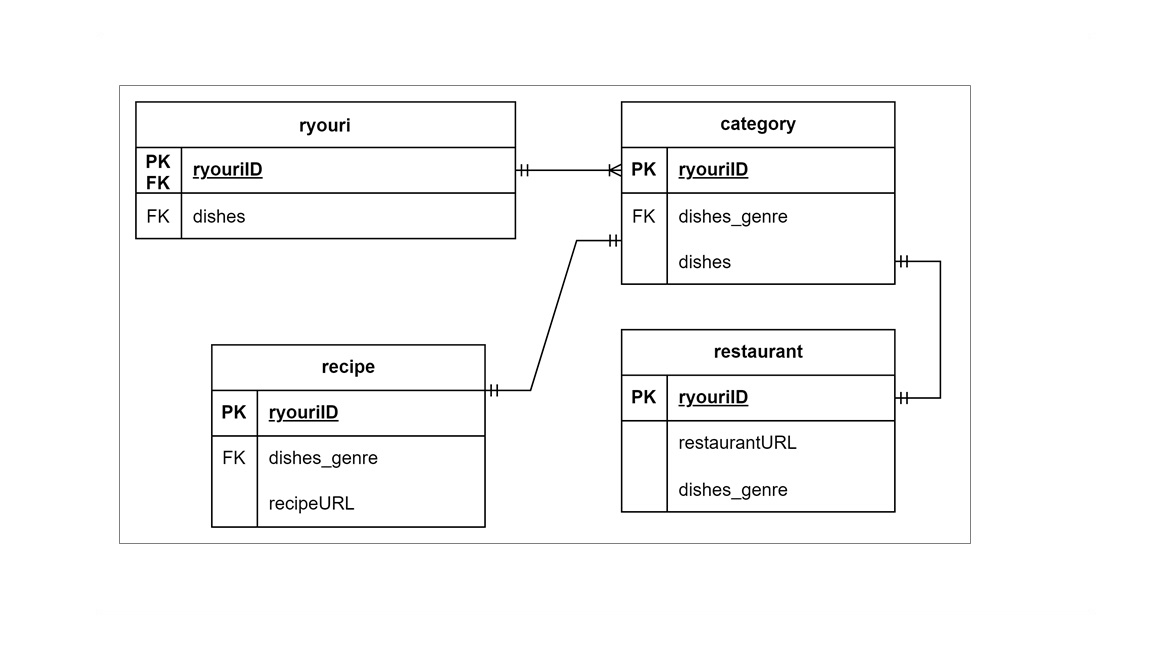 ryouri
PK
FK
ryouriID
FK dishes
category
PK ryouriID
FK dishes_genre
dishes
recipe
PK ryouriID
FK dishes_genre
recipeURL
restaurant
PK ryouriID
restaurantURL
dishes_genre